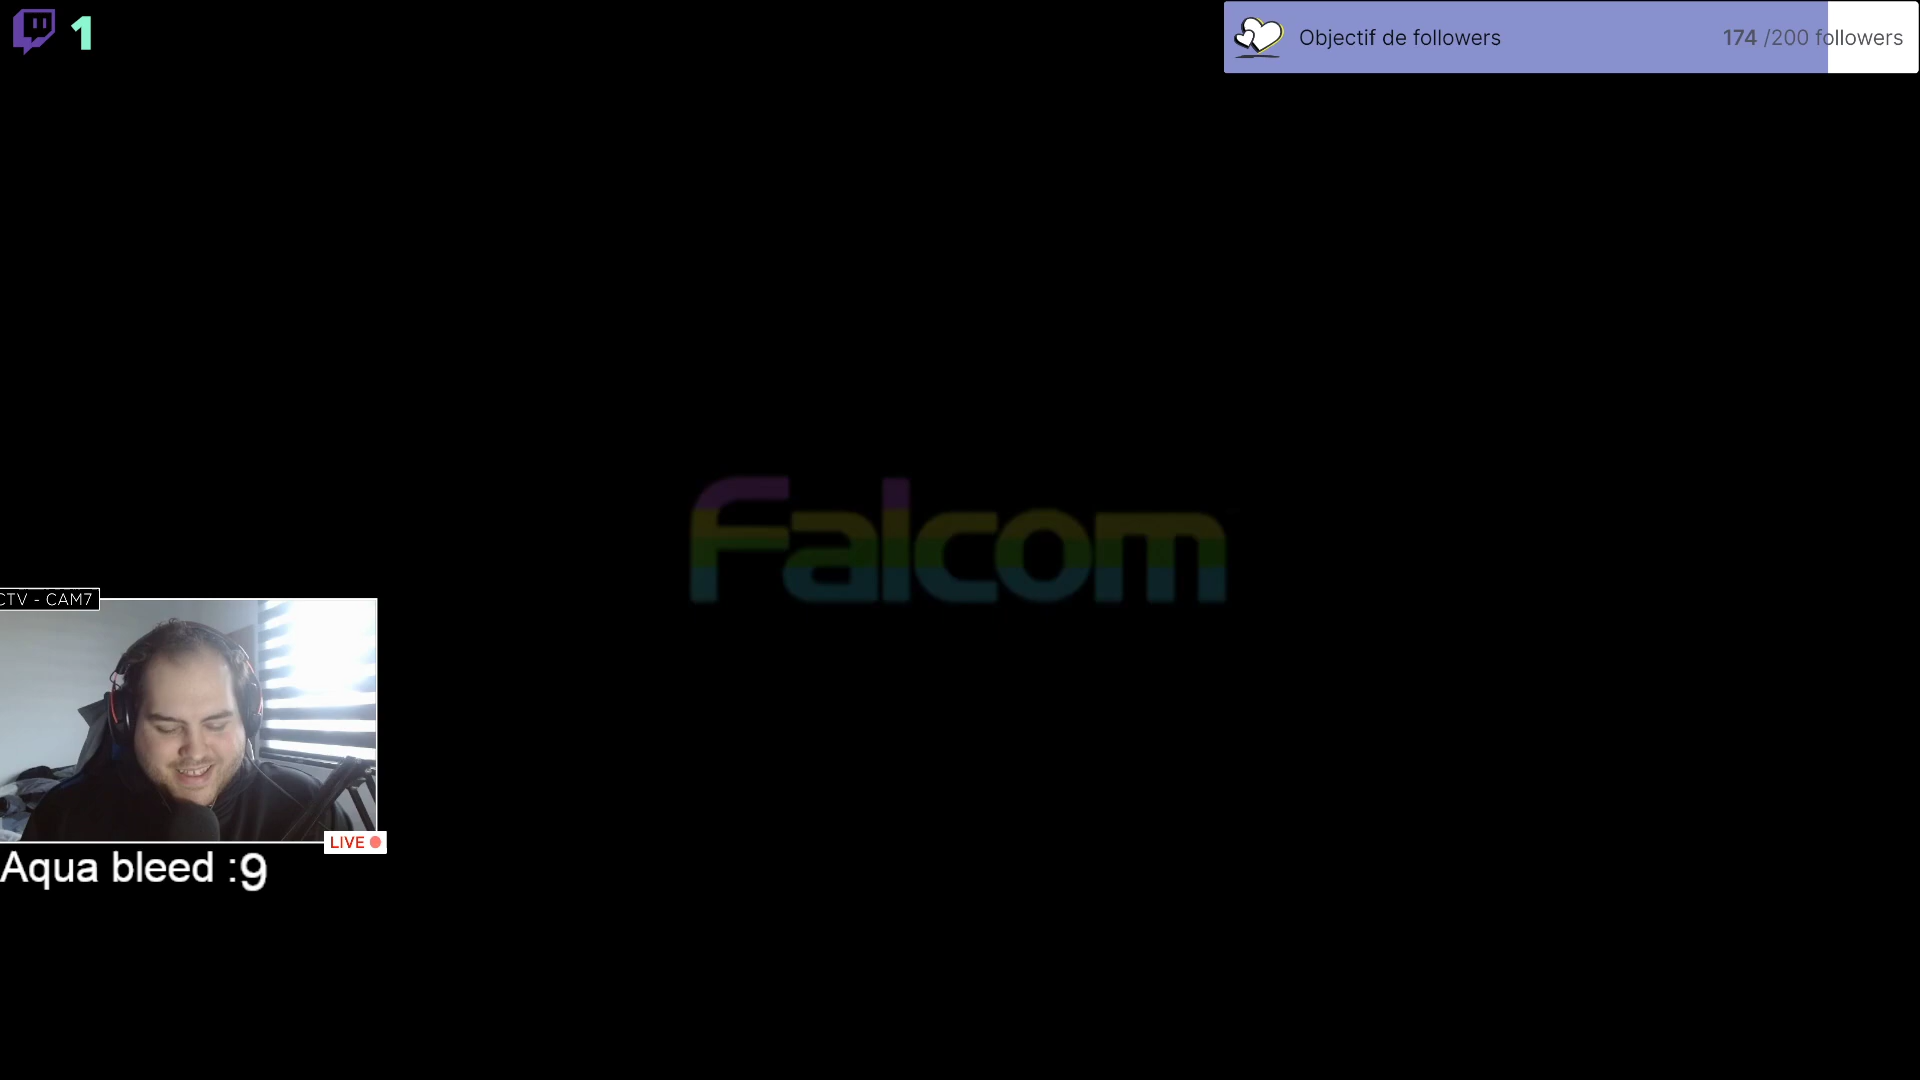 1
Objectif de followers
174 /200 followers
Falcom
CTV - CAM7
LIVE
Aqua bleed :9